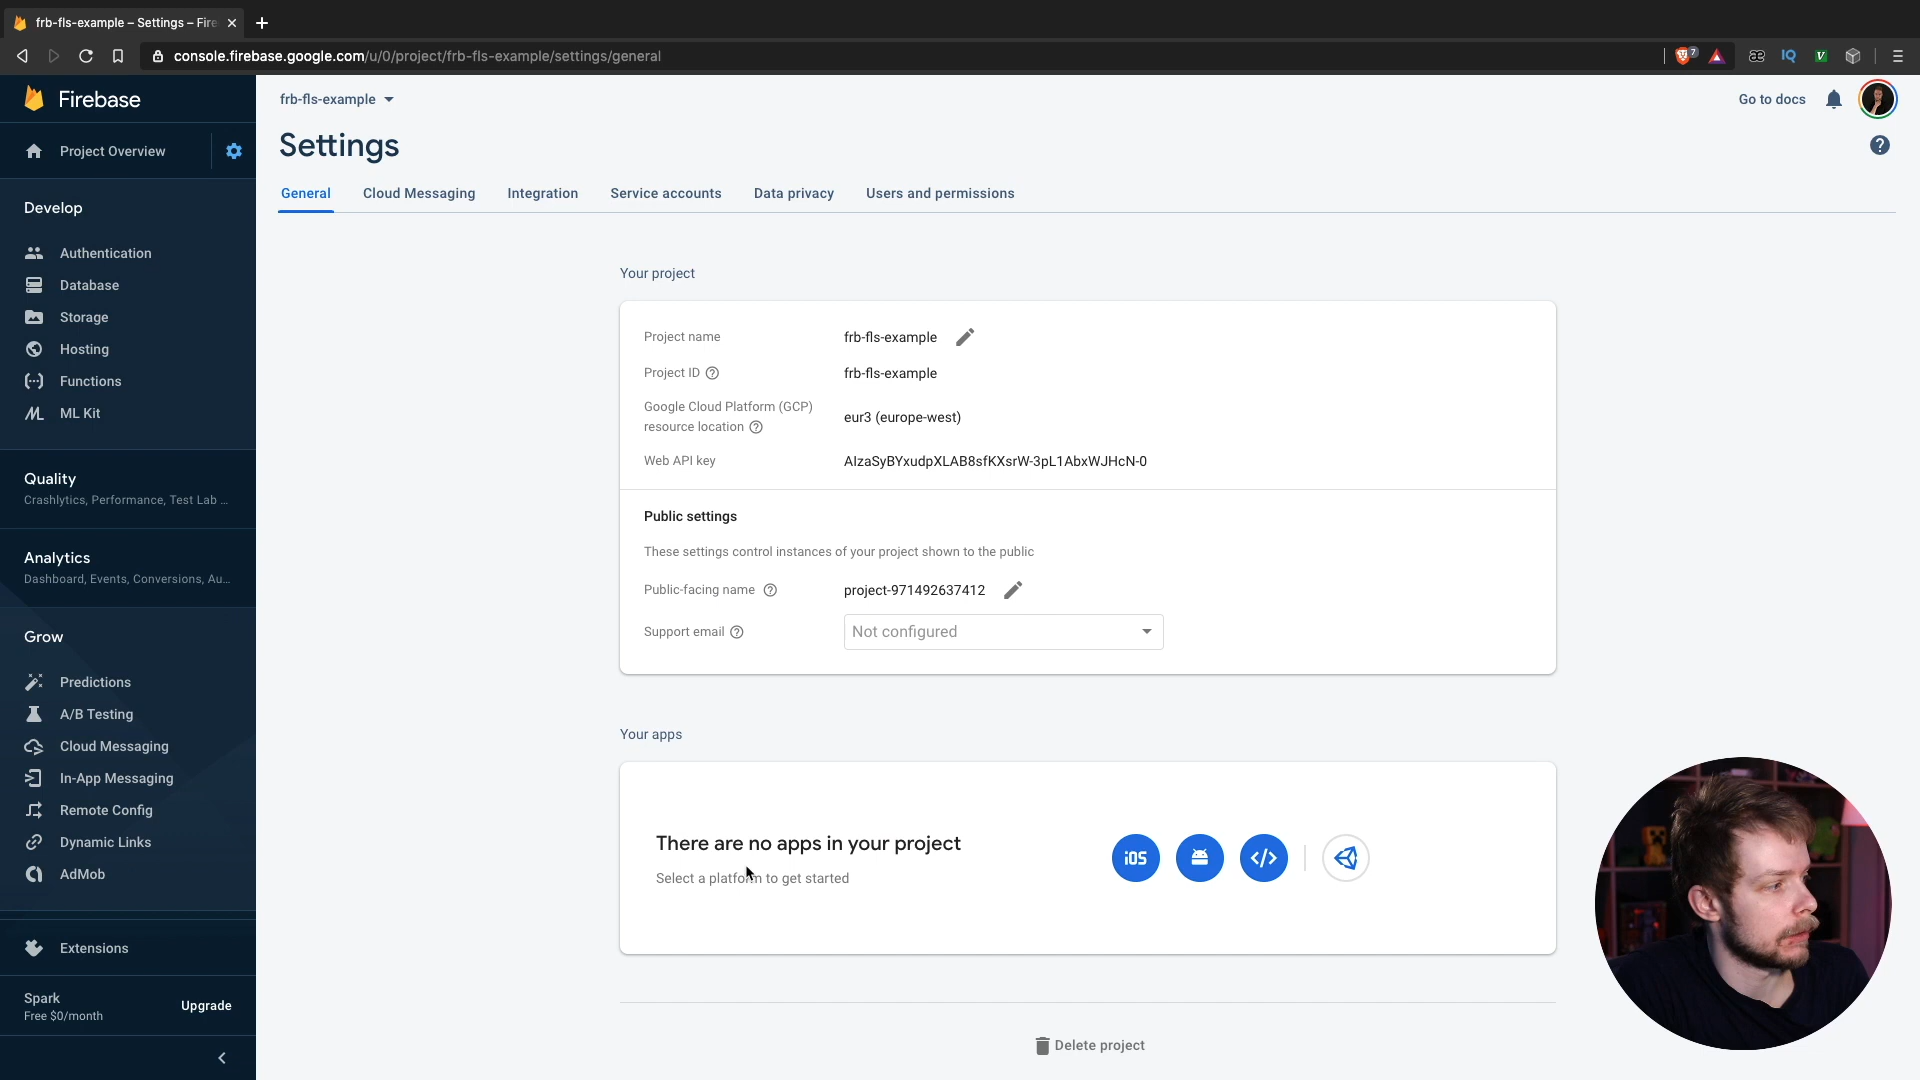 frb-fls-example – Settings – Fire
console.firebase.google.com/u/0/project/frb-fls-example/settings/general
7
æ
IQ
V
Firebase
frb-fls-example
Go to docs
Project Overview
Settings
General
Cloud Messaging
Integration
Service accounts
Data privacy
Users and permissions
Develop
Authentication
Database
Storage
Hosting
Functions
ML Kit
Quality
Crashlytics, Performance, Test Lab ...
Analytics
Dashboard, Events, Conversions, Au...
Grow
Predictions
A/B Testing
Cloud Messaging
In-App Messaging
Remote Config
Dynamic Links
AdMob
Extensions
Spark
Free $0/month
Upgrade
Your project
Project name
frb-fls-example
Project ID
frb-fls-example
Google Cloud Platform (GCP)
resource location
eur3 (europe-west)
Web API key
AIzaSyBYxudpXLAB8sfKXsrW-3pL1AbxWJHcN-0
Public settings
These settings control instances of your project shown to the public
Public-facing name
project-971492637412
Support email
Not configured
Your apps
There are no apps in your project
Select a platform to get started
iOS
Delete project